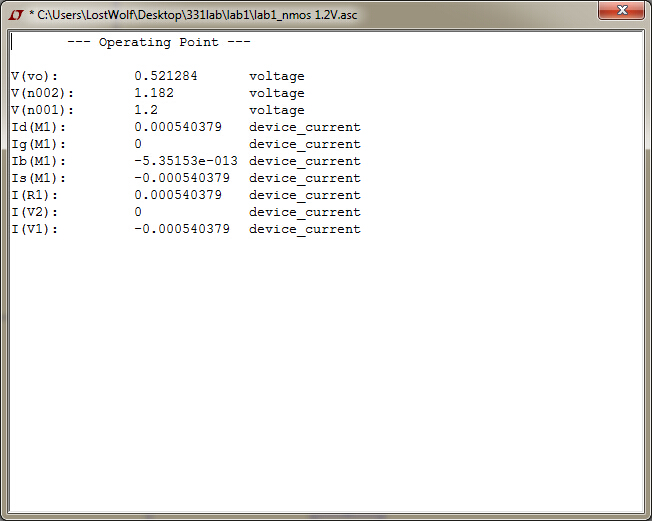 * C:\Users\LostWolf\Desktop\331lab\lab1\lab1_nmos 1.2V.asc
--- Operating Point ---
V(vo): 0.521284 voltage
V(n002): 1.182 voltage
V(n001): 1.2 voltage
Id(M1): 0.000540379 device_current
Ig(M1): 0 device_current
Ib(M1): -5.35153e-013 device_current
Is(M1): -0.000540379 device_current
I(R1): 0.000540379 device_current
I(V2): 0 device_current
I(V1): -0.000540379 device_current